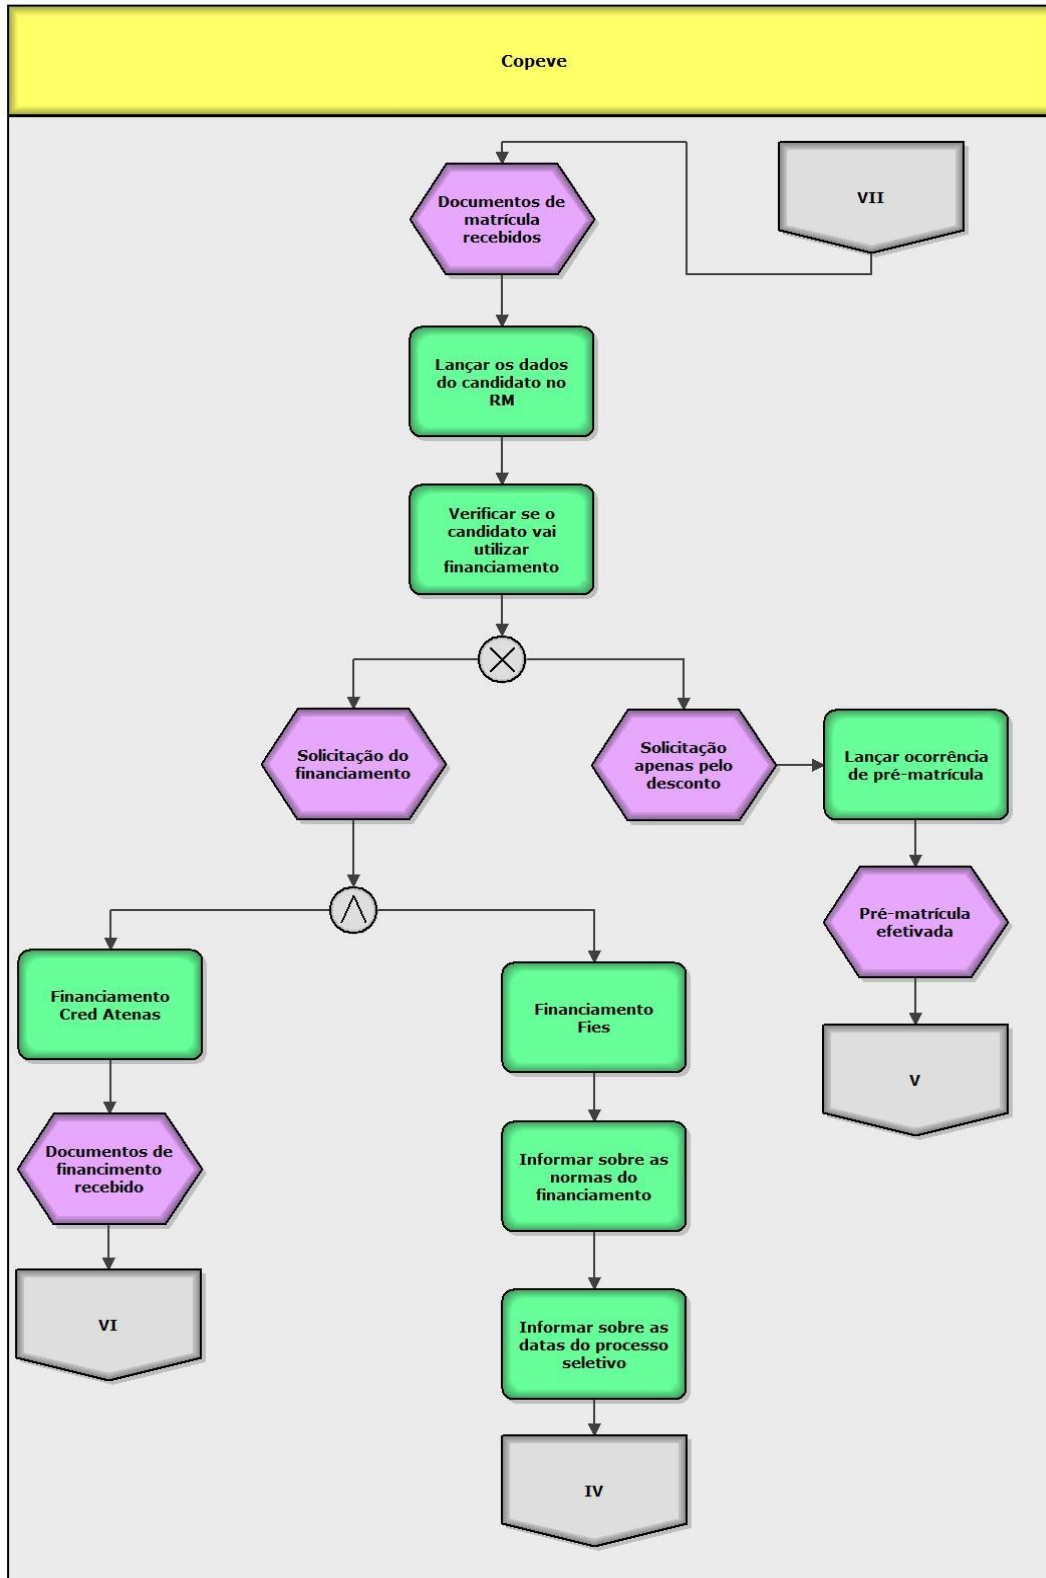 Copeve
VII
Documentos de
matrícula
recebidos
Lançar os dados
do candidato no
RM
Verificar se o
candidato vai
utilizar
financiamento
Solicitação do
financiamento
Solicitação
apenas pelo
desconto
Lançar ocorrência
de pré-matrícula
Pré-matrícula
efetivada
V
Financiamento
Cred Atenas
Documentos de
financimento
recebido
VI
Financiamento
Fies
Informar sobre as
normas do
financiamento
Informar sobre as
datas do processo
seletivo
IV